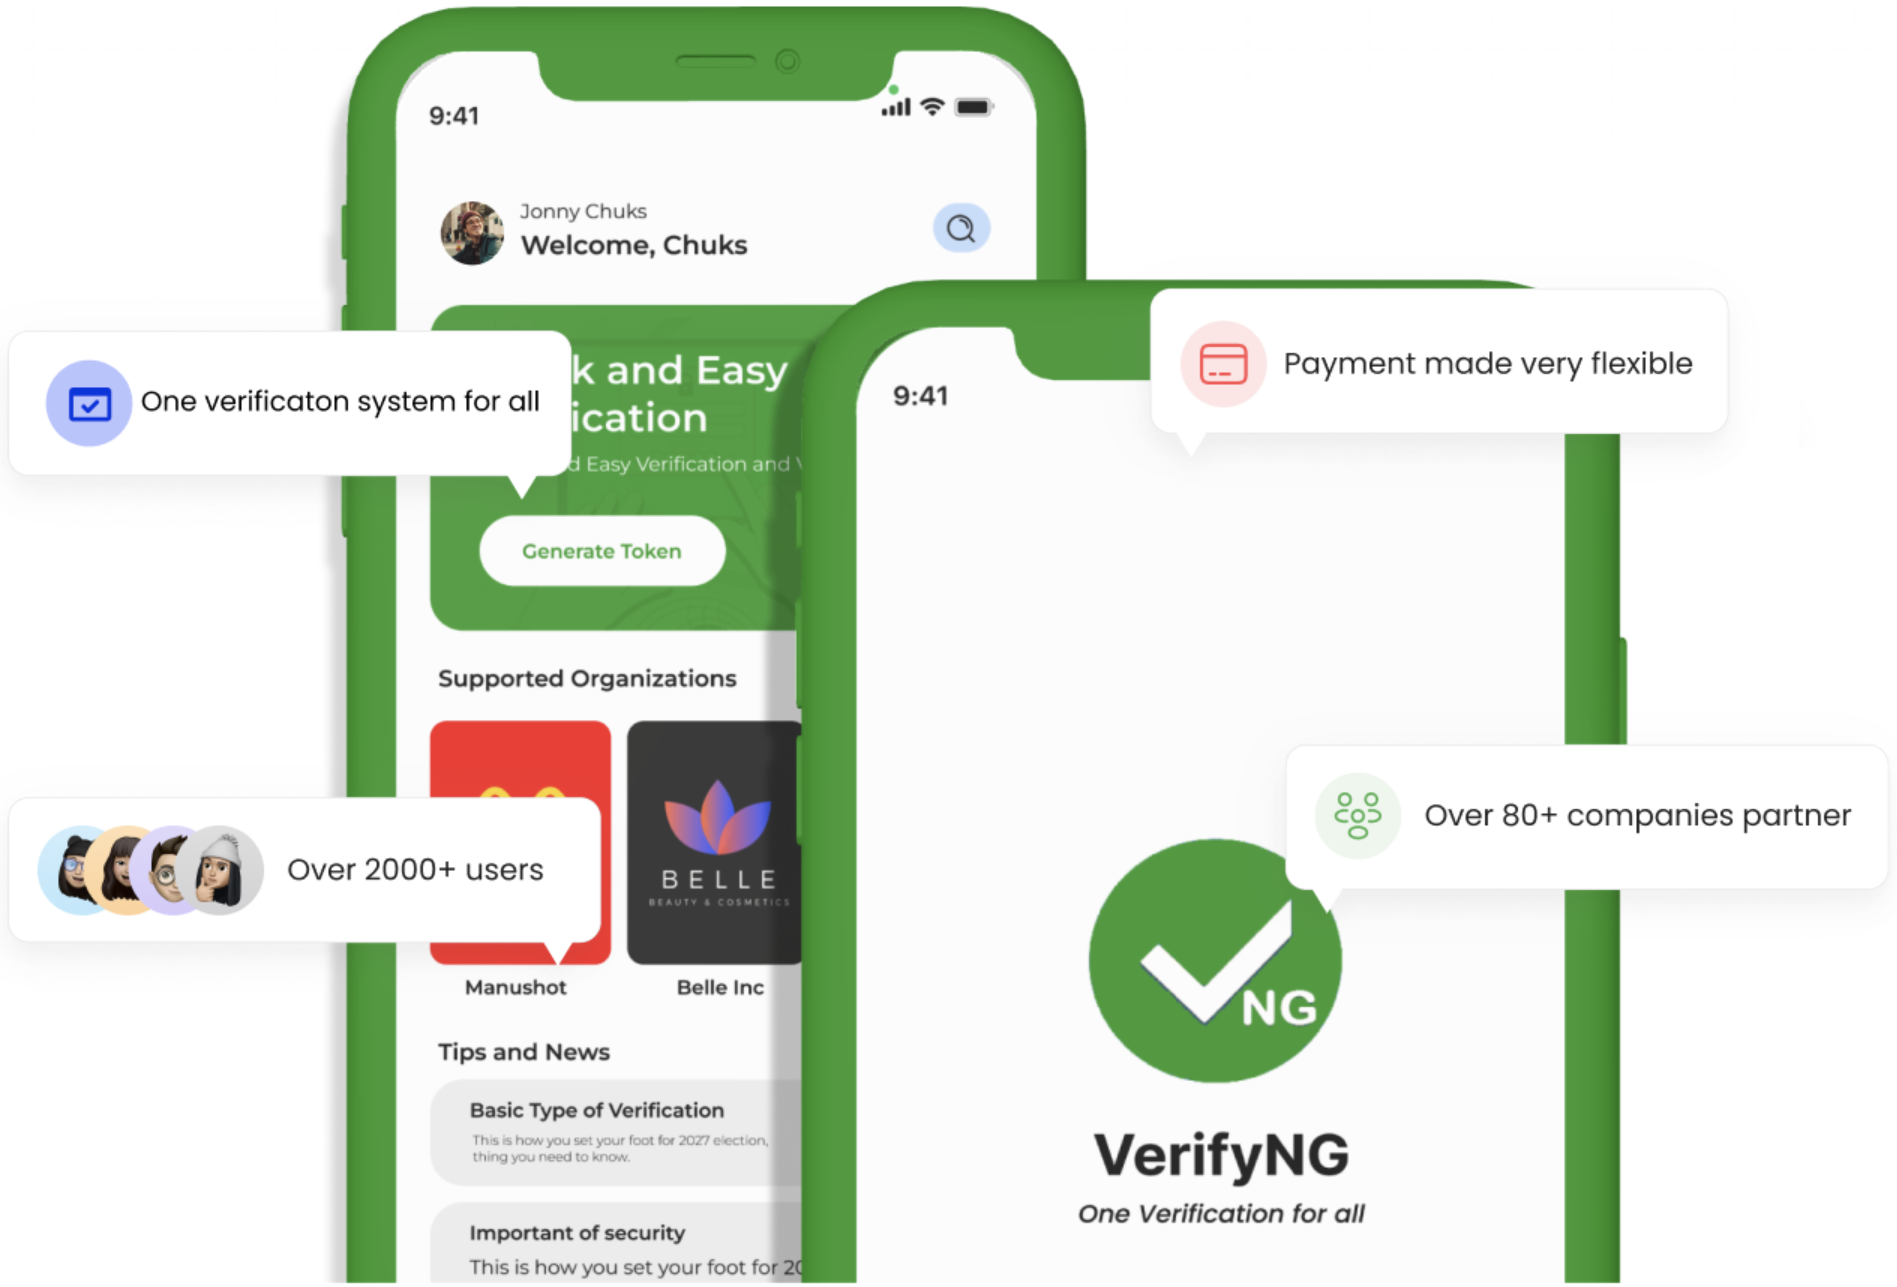 9:41
Jonny Chuks
Welcome, Chuks
k and Easy
ication
d Easy Verification and
Generate Token
One verificaton system for all
9:41
Payment made very flexible
Supported Organizations
BELLE
BEAUTY & COSMETICS
Over 2000+ users
Manushot
Belle Inc
Over 80+ companies partner
NG
VerifyNG
One Verification for all
Tips and News
Basic Type of Verification
This is how you set your foot for 2027 election,
thing you need to know.
Important of security
This is how you set your foot for 20